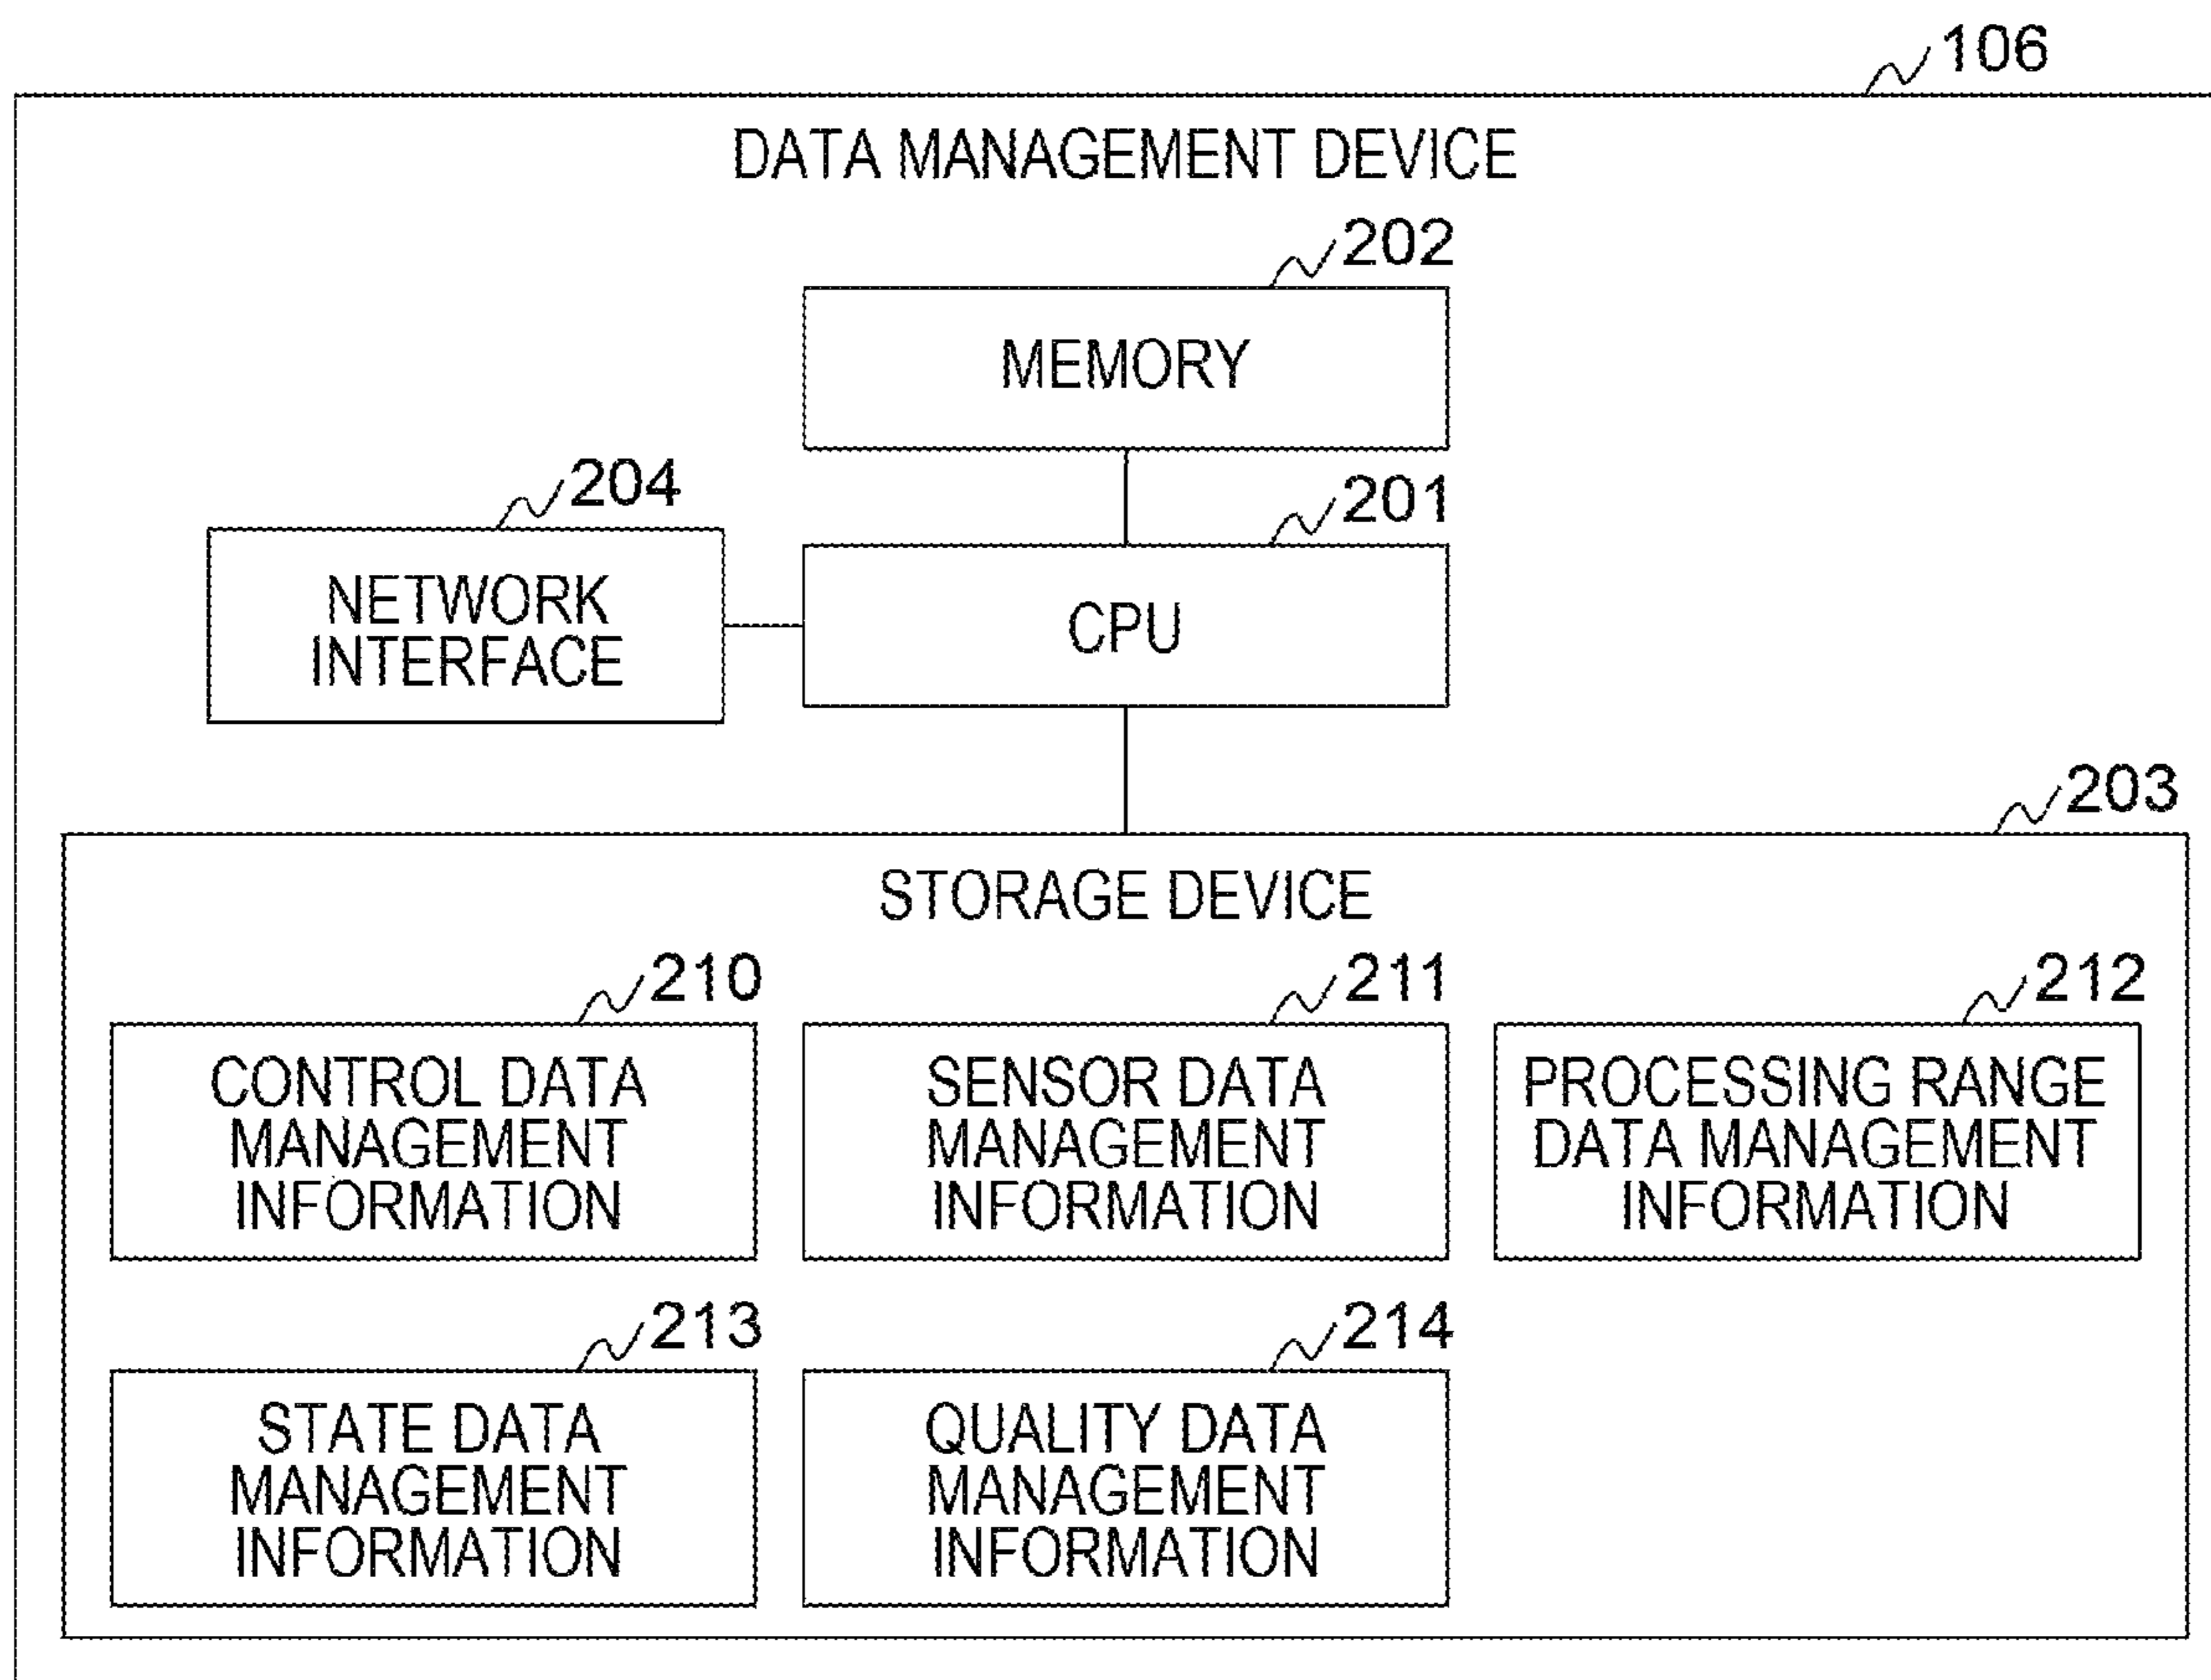 106
DATA MANAGEMENT DEVICE
202
MEMORY
204
NETWORK
INTERFACE
201
CPU
203
STORAGE DEVICE
210
CONTROL DATA
MANAGEMENT
INFORMATION
211
SENSOR DATA
MANAGEMENT
INFORMATION
212
PROCESSING RANGE
DATA MANAGEMENT
INFORMATION
213
STATE DATA
MANAGEMENT
INFORMATION
214
QUALITY DATA
MANAGEMENT
INFORMATION